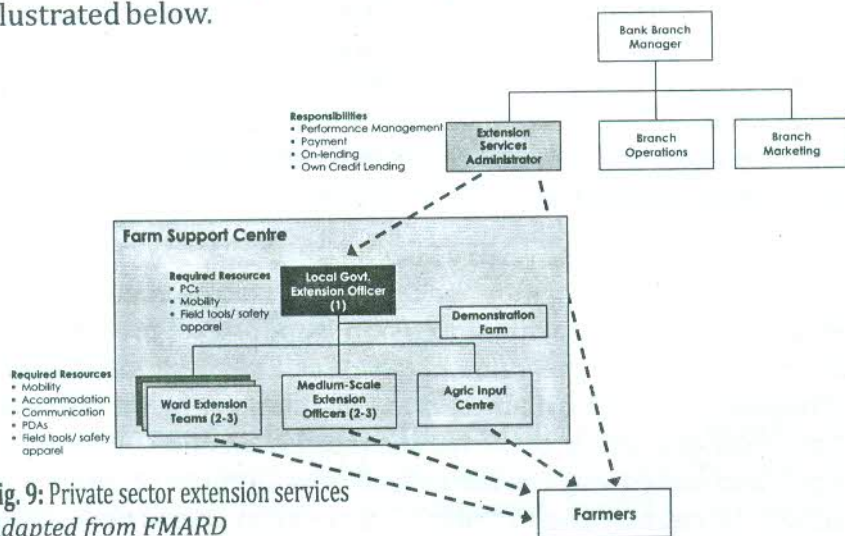 lustrated below.
Bank Branch
Manager
Responsibilities
• Performance Management
• Payment
• On-lending
• Own Credit Lending
Extension
Services
Administrator
Branch
Operations
Branch
Marketing
Farm Support Centre
Required Resources
• PCs
• Mobility
• Field tools/ safety
apparel
Local Govt.
Extension Officer
(1)
Demonstration
Farm
Required Resources
• Mobility
• Accommodation
• Communication
• PDAs
• Field tools/ safety
apparel
Ward Extension
Teams (2-3)
Medium-Scale
Extension
Officers (2-3)
Agric Input
Centre
Farmers
ig. 9: Private sector extension services
dapted from FMARD